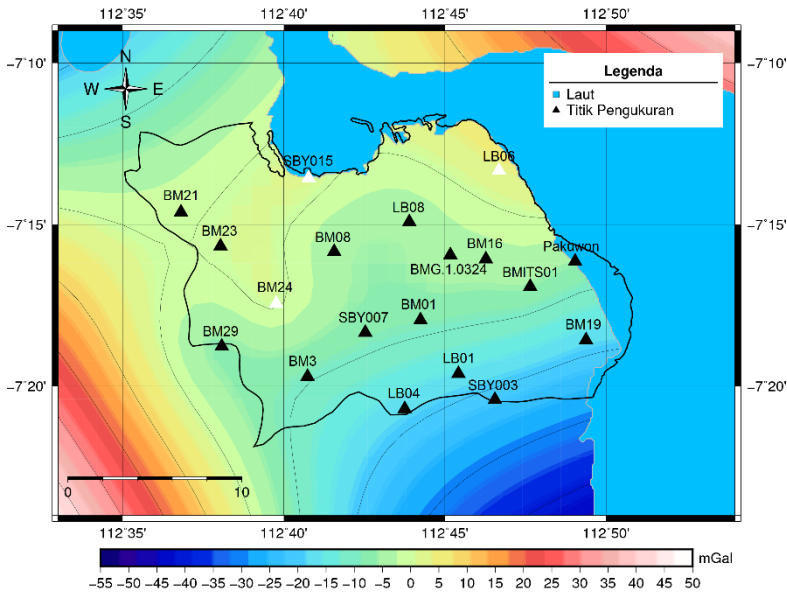 112°35' 112°40' 112°45' 112°50'
−7°10' −7°10'
N
W E
S
Legenda
Laut
Titik Pengukuran
SBY015
LB06
BM21
LB08
−7°15' −7°15'
BM23
BM08
BM16
Pakuwon
BMG.1.0324
BMITS01
BM24
BM01
SBY007
BM29
BM19
BM3
LB01
SBY003
LB04
−7°20' −7°20'
0 10
112°35' 112°40' 112°45' 112°50'
mGal
−55 −50 −45 −40 −35 −30 −25 −20 −15 −10 −5 0 5 10 15 20 25 30 35 40 45 50